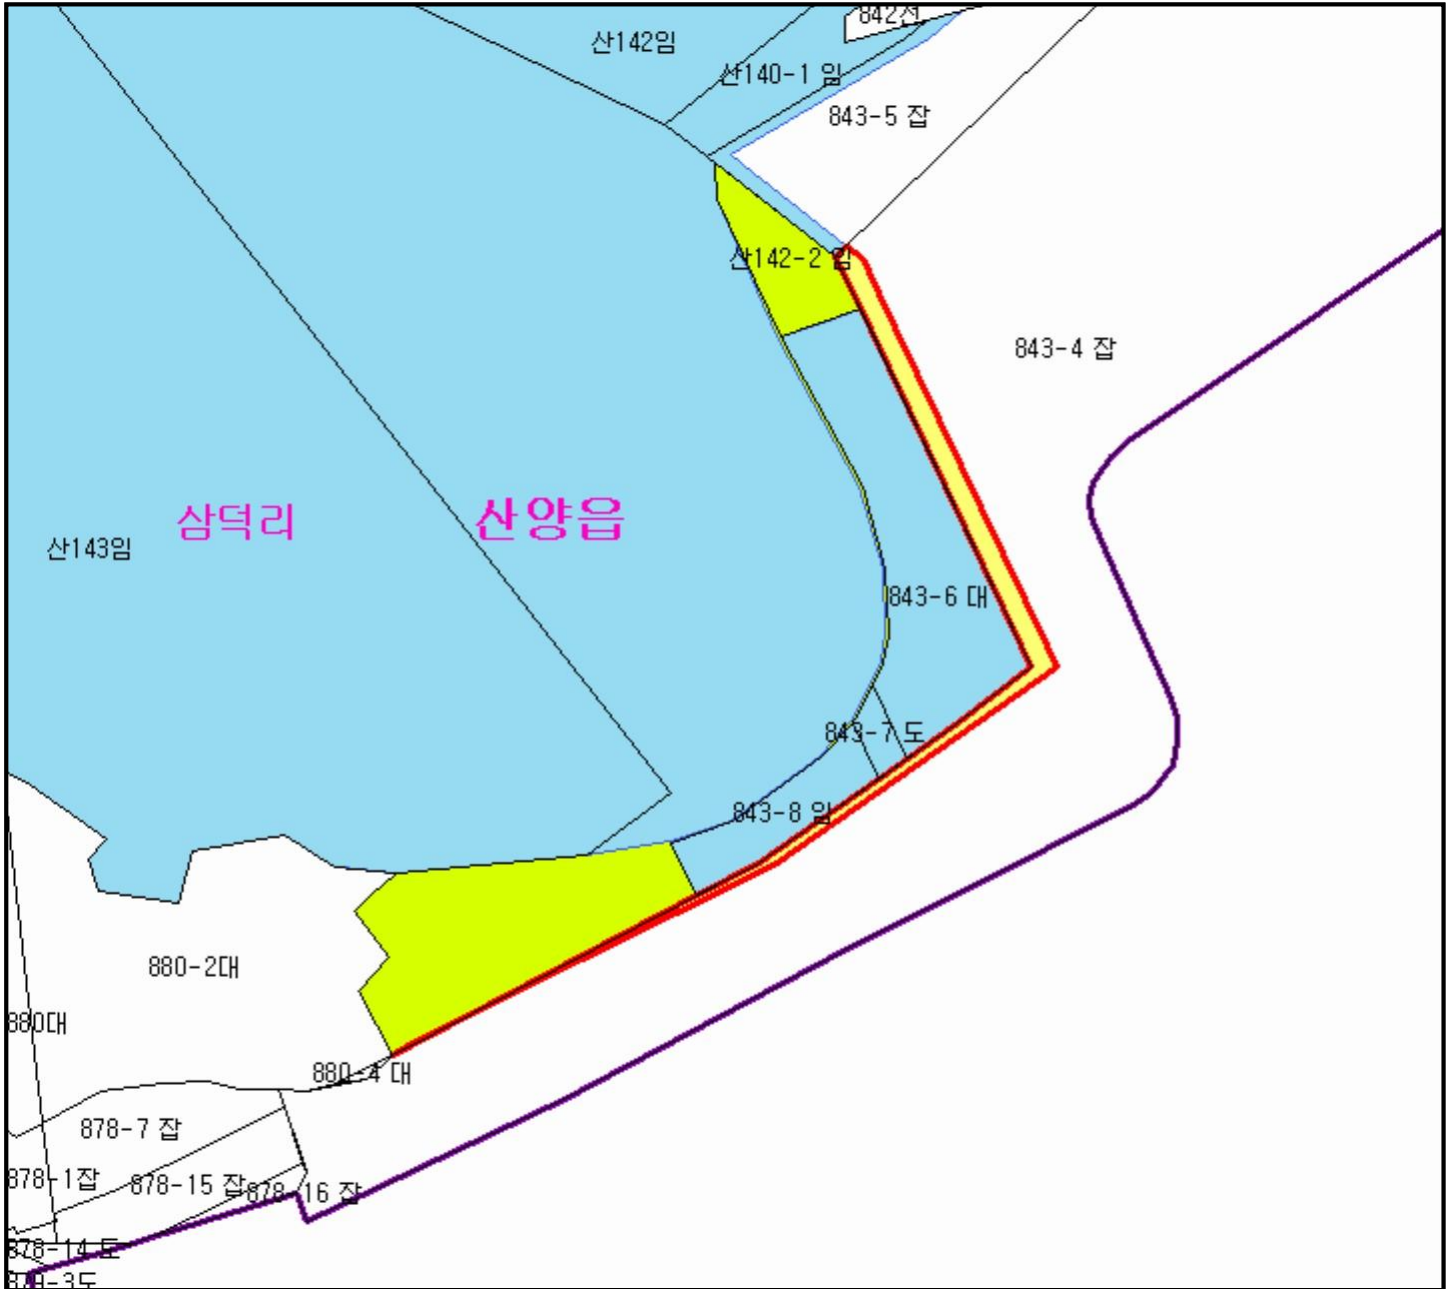 842전
산142임
산140-1 임
843-5 잡
산142-2 임
843-4 잡
삼덕리
산양읍
산143임
843-6 대
843-7 도
843-8 임
880-2대
880대
880-4 대
878-7 잡
878-1잡
878-15 잡
878-16 잡
878-14 도
879-3도